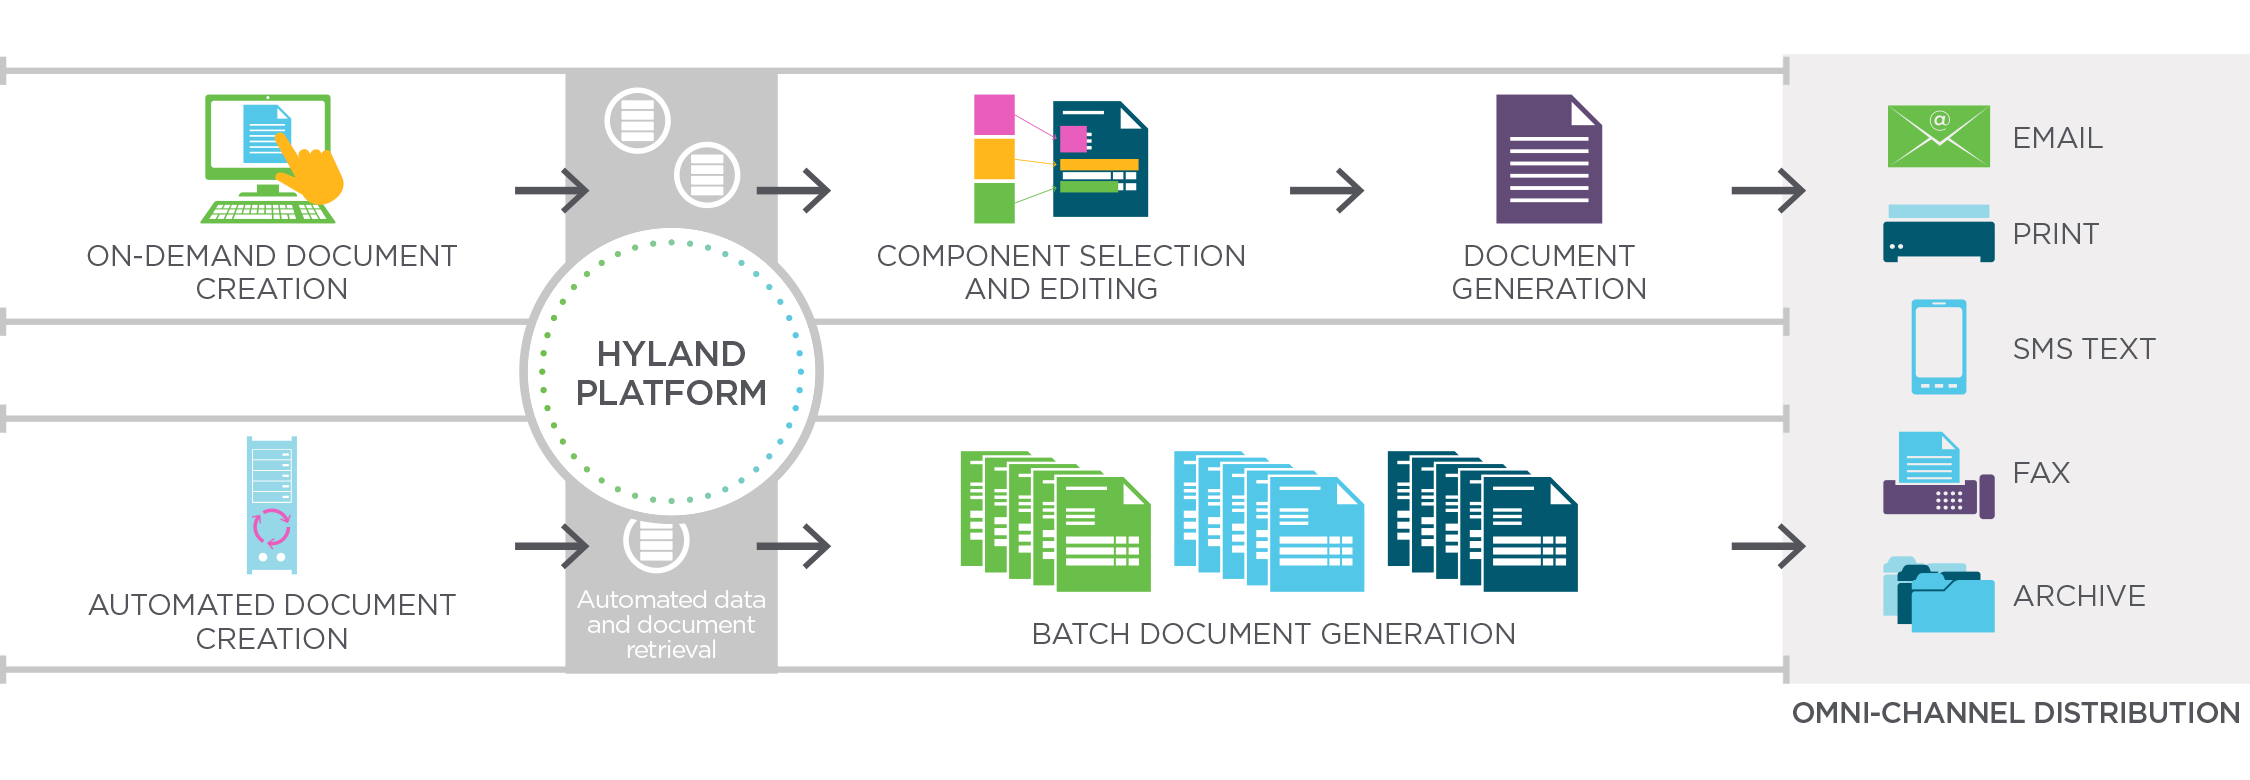 ON-DEMAND DOCUMENT
CREATION
COMPONENT SELECTION
AND EDITING
DOCUMENT
GENERATION
HYLAND
PLATFORM
AUTOMATED DOCUMENT
CREATION
Automated data
and document
retrieval
BATCH DOCUMENT GENERATION
@
EMAIL
PRINT
SMS TEXT
FAX
ARCHIVE
OMNI-CHANNEL DISTRIBUTION